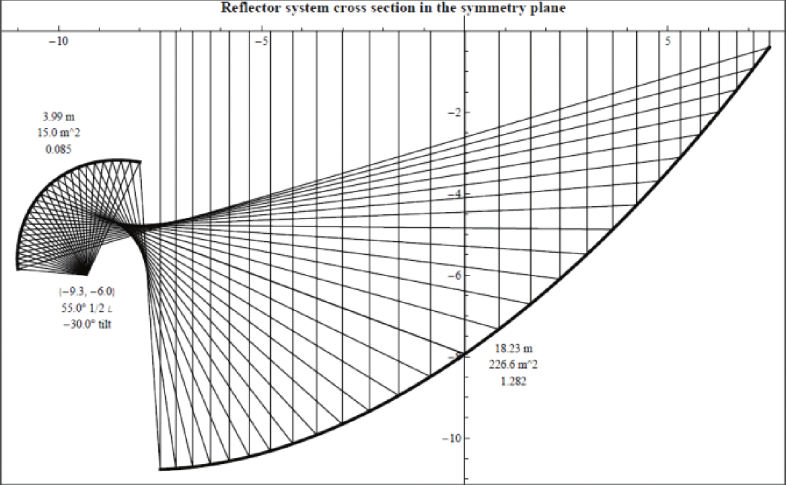 Reflector system cross section in the symmetry plane
−10
−5
5
−2
−4
−6
−8
−10
3.99 m
15.0 m^2
0.085
(−9.3, −6.0)
55.0° 1/2 ∠
−30.0° tilt
18.23 m
226.6 m^2
1.282